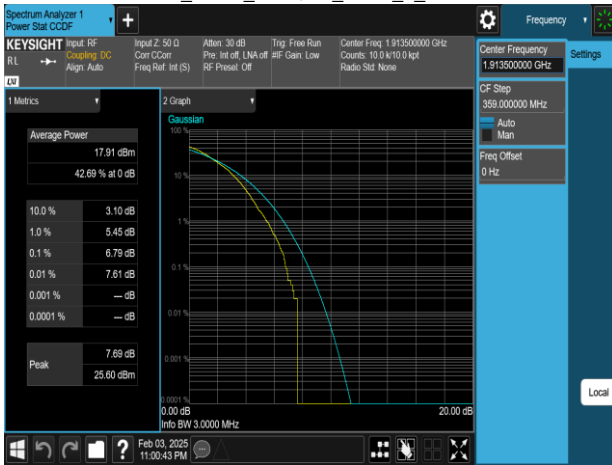 Spectrum Analyzer 1
Power Stat CCDF
Frequency
KEYSIGHT
RL
LXI
Input: RF
Coupling: DC
Align: Auto
Input Z: 50 Ω
Corr CCorr
Freq Ref: Int (S)
Atten: 30 dB
Pre: Int off, LNA off
RF Presel: Off
Trig: Free Run
#IF Gain: Low
Center Freq: 1.913500000 GHz
Counts: 10.0 k/10.0 kpt
Radio Std: None
Center Frequency
1.913500000 GHz
Settings
CF Step
359.000000 MHz
Auto
Man
Freq Offset
0 Hz
1 Metrics
Average Power
17.91 dBm
42.69 % at 0 dB
10.0 % 3.10 dB
1.0 % 5.45 dB
0.1 % 6.79 dB
0.01 % 7.61 dB
0.001 % --- dB
0.0001 % --- dB
Peak
7.69 dB
25.60 dBm
2 Graph
Gaussian
100 %
10 %
1 %
0.1 %
0.01 %
0.001 %
0.0001 %
0.00 dB
20.00 dB
Info BW 3.0000 MHz
Local
?
Feb 03, 2025
11:00:43 PM